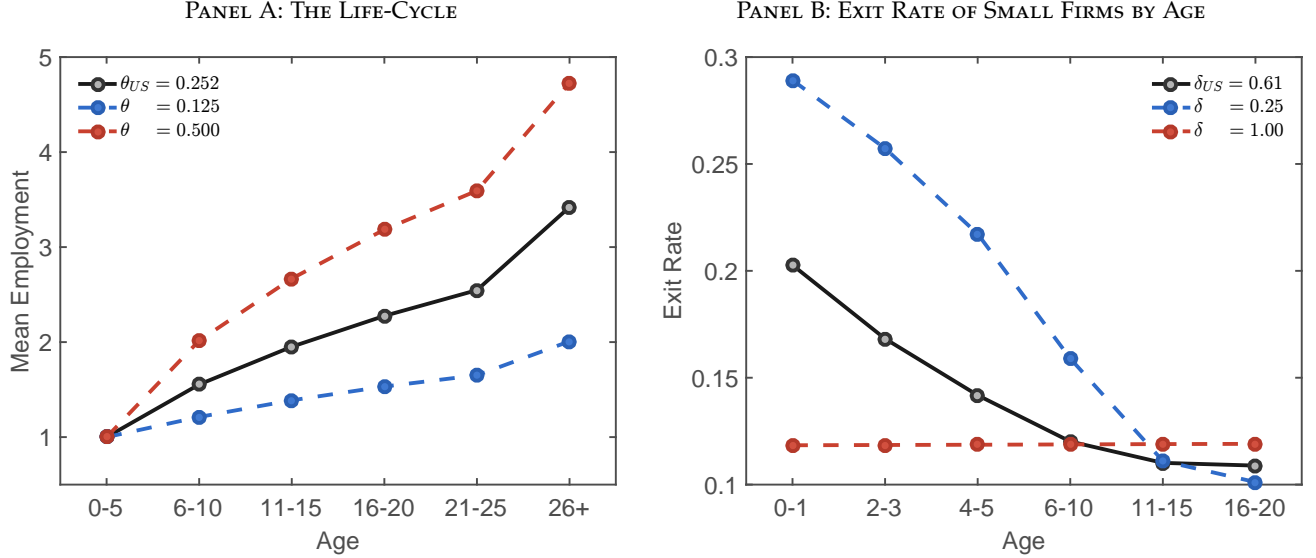 PANEL A: THE LIFE-CYCLE
5
4
3
2
1
Mean Employment
θUS = 0.252
θ = 0.125
θ = 0.500
0-5 6-10 11-15 16-20 21-25 26+
Age
PANEL B: EXIT RATE OF SMALL FIRMS BY AGE
0.3
0.25
0.2
0.15
0.1
Exit Rate
δUS = 0.61
δ = 0.25
δ = 1.00
0-1 2-3 4-5 6-10 11-15 16-20
Age